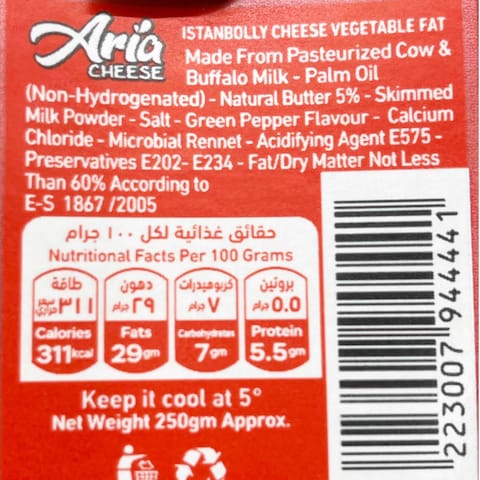 Aria
CHEESE
ISTANBOLLY CHEESE VEGETABLE FAT
Made From Pasteurized Cow &
Buffalo Milk - Palm Oil
(Non-Hydrogenated) - Natural Butter 5% - Skimmed
Milk Powder - Salt - Green Pepper Flavour - Calcium
Chloride - Microbial Rennet - Acidifying Agent E575 -
Preservatives E202- E234 - Fat/Dry Matter Not Less
Than 60% According to
E-S 1867 /2005
حقائق غذائية لكل ١٠٠ جرام
Nutritional Facts Per 100 Grams
طاقة
٣١١ سعر حراري
Calories
311kcal
دهون
٢٩ جرام
Fats
29gm
كربوهيدرات
٧ جرام
Carbohydrates
7gm
بروتين
٥.٥ جرام
Protein
5.5gm
Keep it cool at 5°
Net Weight 250gm Approx.
2223007 944441